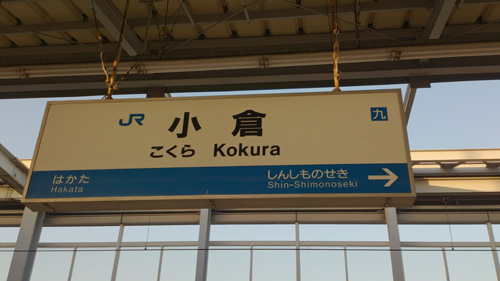 JR
小倉
九
こくら Kokura
はかた
Hakata
しんしものせき
Shin-Shimonoseki